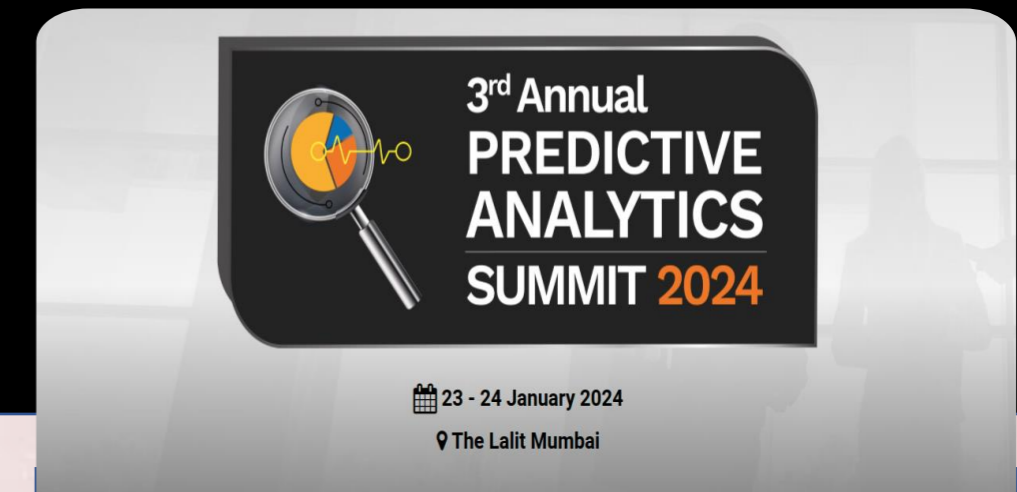 3rd Annual
PREDICTIVE
ANALYTICS
SUMMIT 2024
23 - 24 January 2024
The Lalit Mumbai